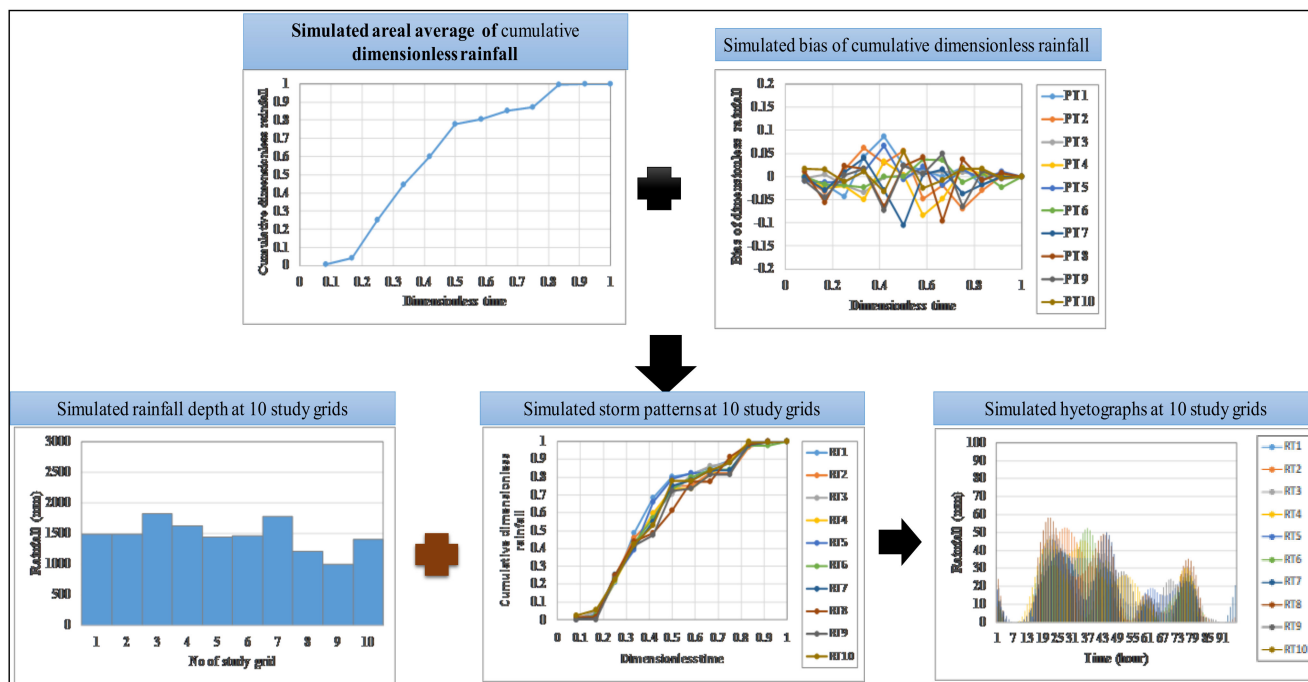 Simulated areal average of cumulative
dimensionless rainfall
Cumulative dimensionless rainfall
1
0.9
0.8
0.7
0.6
0.5
0.4
0.3
0.2
0.1
0
0 0.1 0.2 0.3 0.4 0.5 0.6 0.7 0.8 0.9 1
Dimensionless time
Simulated bias of cumulative dimensionless rainfall
Bias of dimensionless rainfall
0.2
0.15
0.1
0.05
0
-0.05
-0.1
-0.15
-0.2
0 0.2 0.4 0.6 0.8 1
Dimensionless time
PT1
PT2
PT3
PT4
PT5
PT6
PT7
PT8
PT9
PT10
Simulated rainfall depth at 10 study grids
Rainfall (mm)
3000
2500
2000
1500
1000
500
0
1 2 3 4 5 6 7 8 9 10
No of study grid
Simulated storm patterns at 10 study grids
Cumulative dimensionless
rainfall
1
0.9
0.8
0.7
0.6
0.5
0.4
0.3
0.2
0.1
0
0 0.1 0.2 0.3 0.4 0.5 0.6 0.7 0.8 0.9 1
Dimensionless time
RT1
RT2
RT3
RT4
RT5
RT6
RT7
RT8
RT9
RT10
Simulated hyetographs at 10 study grids
Rainfall (mm)
100
90
80
70
60
50
40
30
20
10
0
1 7 13 19 25 31 37 43 49 55 61 67 73 79 85 91
Time (hour)
RT1
RT2
RT3
RT4
RT5
RT6
RT7
RT8
RT9
RT10